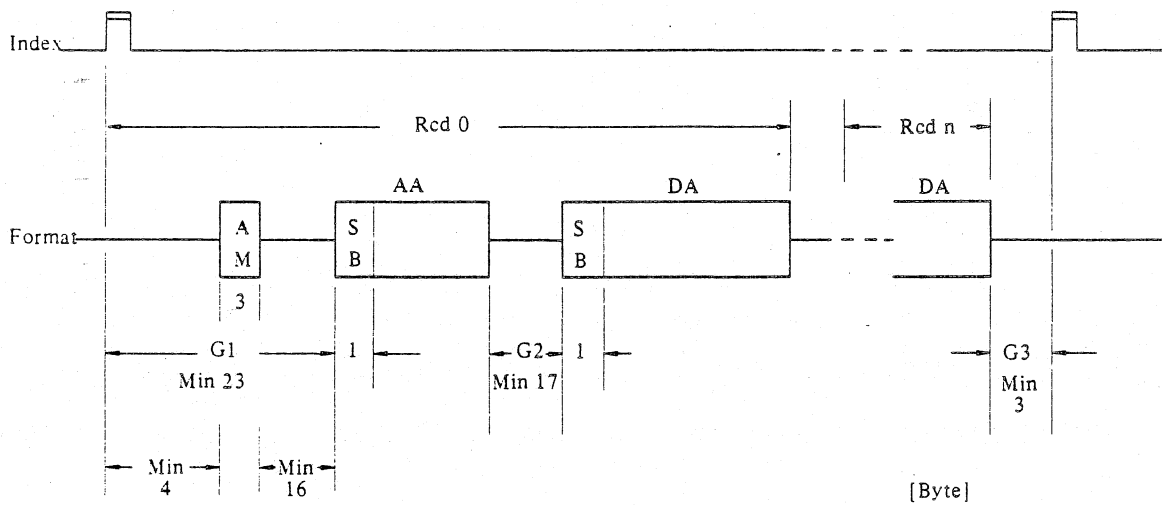 Index
Rcd 0
Rcd n
AA
DA
DA
Format
A
M
S
B
S
B
3
G1
1
G2
1
G3
Min 23
Min 17
Min
3
Min
4
Min
16
[Byte]